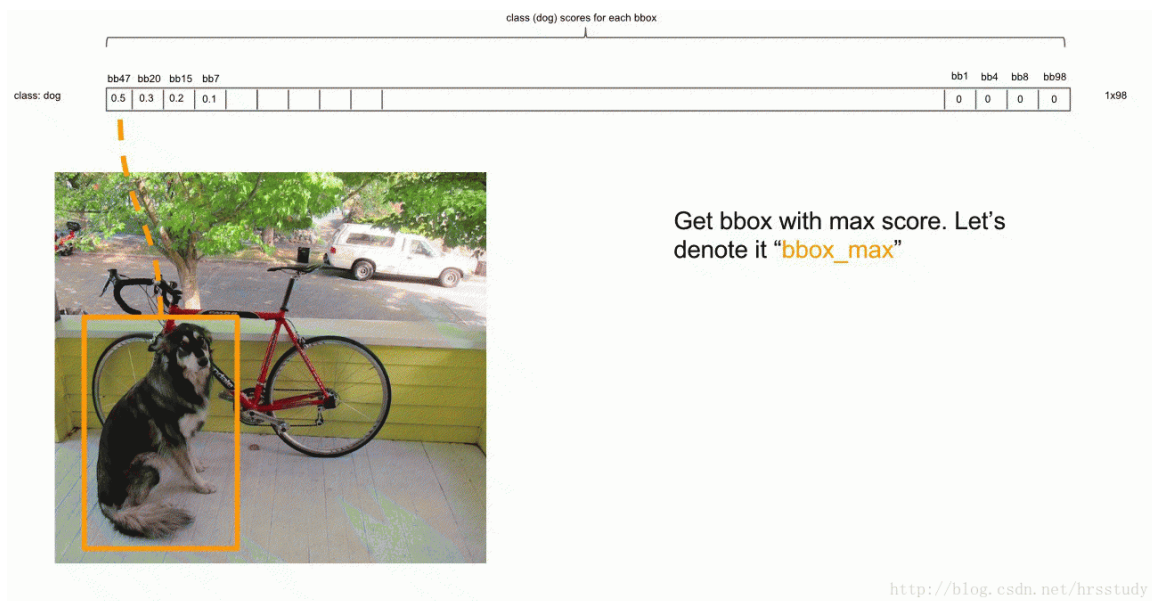 class (dog) scores for each bbox
bb47 bb20 bb15 bb7 bb1 bb4 bb8 bb98
class: dog 0.5 0.3 0.2 0.1 0 0 0 0 1x98
Get bbox with max score. Let’s
denote it “bbox_max”
http://blog.csdn.net/hrsstudy